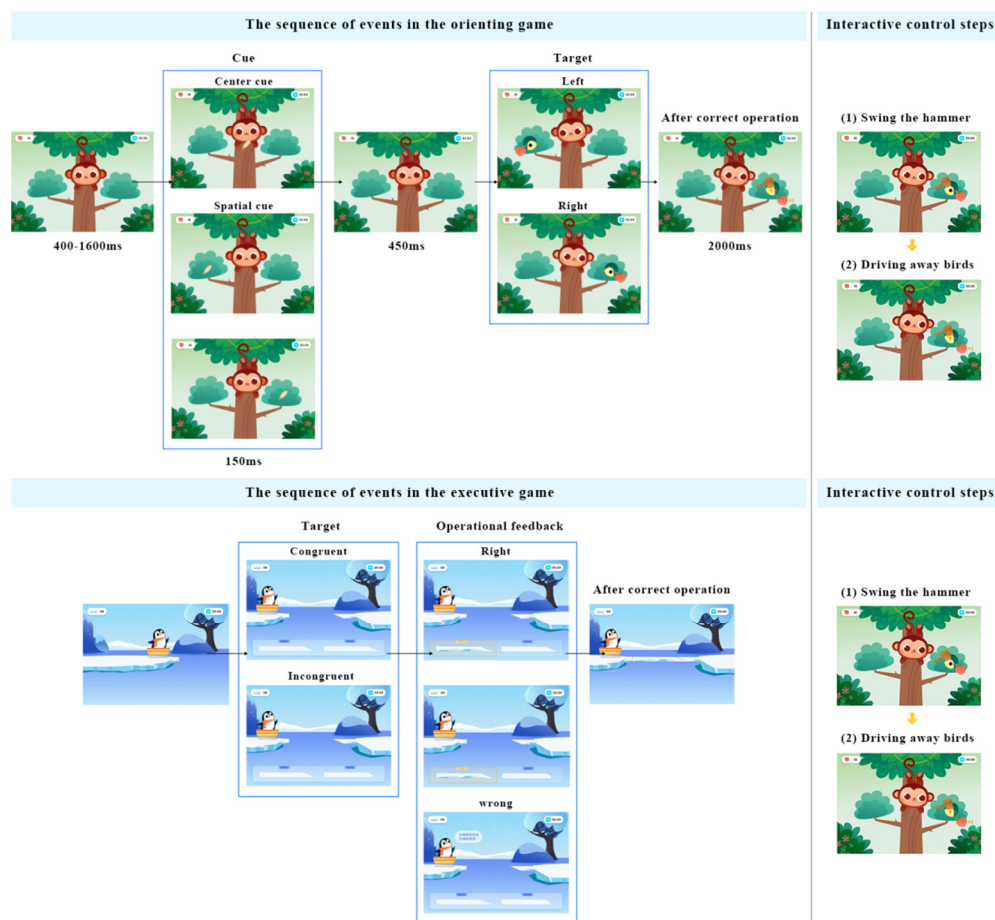 The sequence of events in the orienting game
Interactive control steps
Cue
Target
Center cue
Left
After correct operation
(1) Swing the hammer
Spatial cue
Right
400-1600ms
450ms
2000ms
(2) Driving away birds
150ms
The sequence of events in the executive game
Interactive control steps
Target
Operational feedback
Congruent
Right
After correct operation
(1) Swing the hammer
Incongruent
(2) Driving away birds
wrong